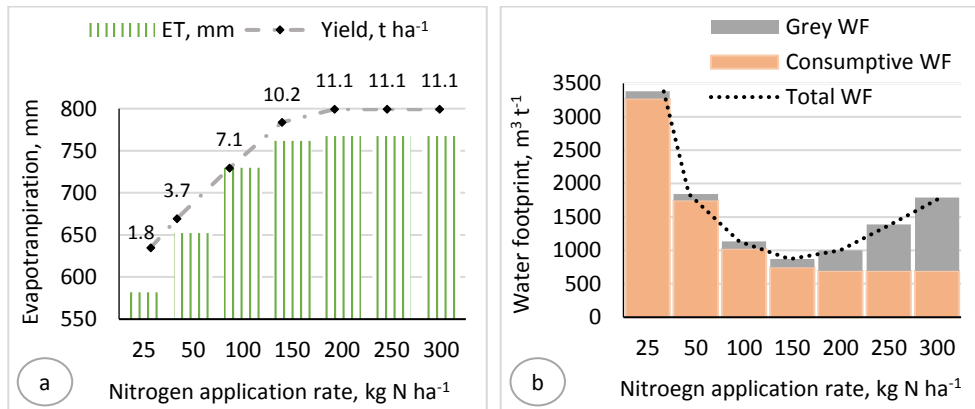 ET, mm
Yield, t ha⁻¹
11.1 11.1 11.1
10.2
7.1
3.7
1.8
800
750
700
650
600
550
Evapotranpiration, mm
25 50 100 150 200 250 300
Nitrogen application rate, kg N ha⁻¹
a
Grey WF
Consumptive WF
Total WF
3500
3000
2500
2000
1500
1000
500
0
Water footprint, m³ t⁻¹
25 50 100 150 200 250 300
Nitroegn application rate, kg N ha⁻¹
b